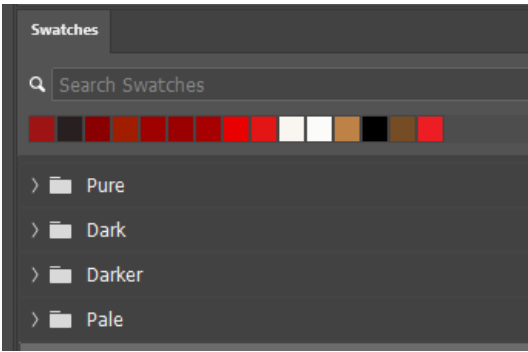 Swatches
Search Swatches
Pure
Dark
Darker
Pale